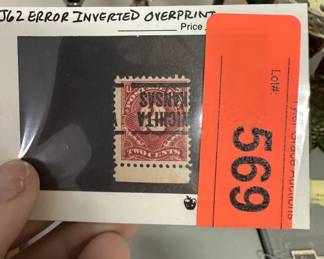 J62 ERROR INVERTED OVERPRINT
Price
Lot#:
569
WICHITA
KANSAS
TWO CENTS